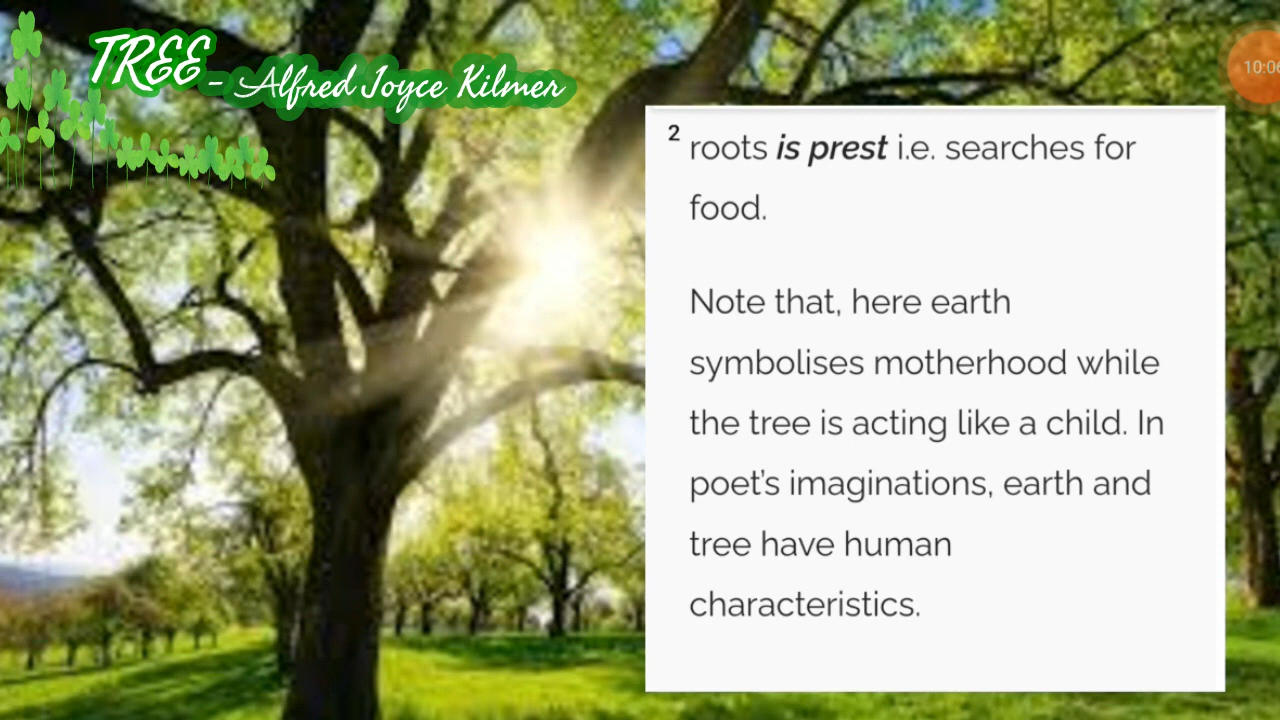 TREE - Alfred Joyce Kilmer
10:06
2 roots is prest i.e. searches for
food.
Note that, here earth
symbolises motherhood while
the tree is acting like a child. In
poet's imaginations, earth and
tree have human
characteristics.